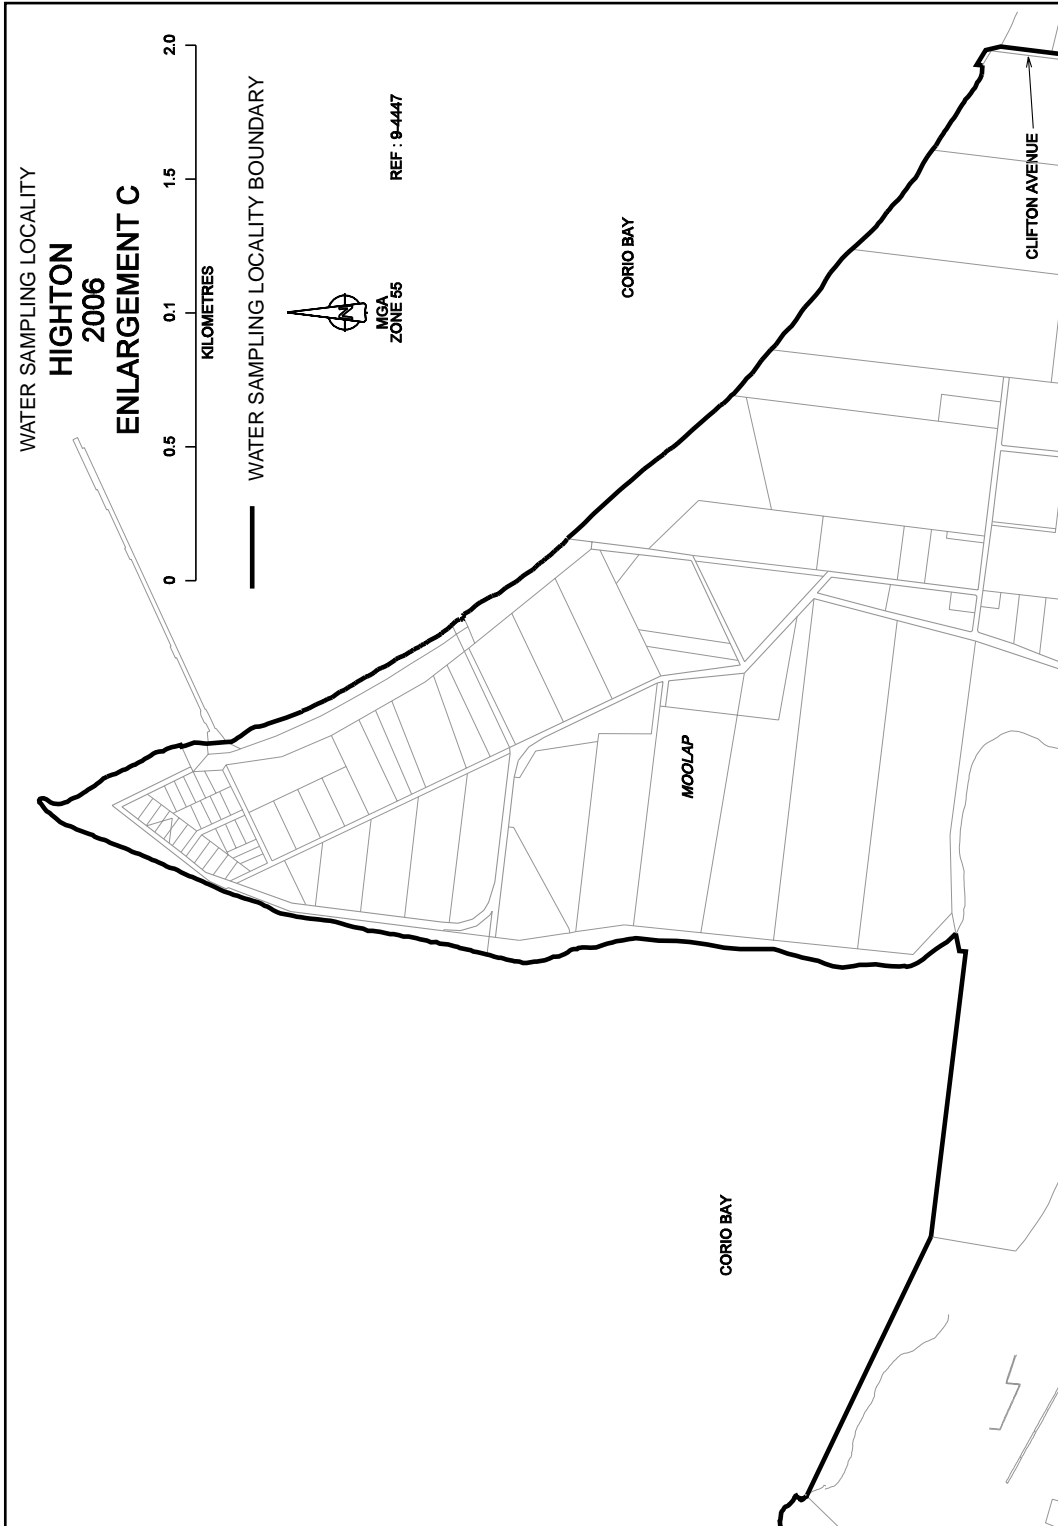 WATER SAMPLING LOCALITY
HIGHTON
2006
ENLARGEMENT C
0 0.5 0.1 1.5 2.0
KILOMETRES
WATER SAMPLING LOCALITY BOUNDARY
N
MGA
ZONE 55
REF : 9-4447
CORIO BAY
MOOLAP
CORIO BAY
CLIFTON AVENUE